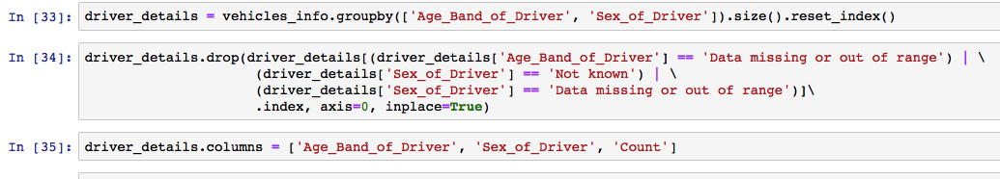 In [33]: driver_details = vehicles_info.groupby(['Age_Band_of_Driver', 'Sex_of_Driver']).size().reset_index()
In [34]: driver_details.drop(driver_details[(driver_details['Age_Band_of_Driver'] == 'Data missing or out of range') | \
(driver_details['Sex_of_Driver'] == 'Not known') | \
(driver_details['Sex_of_Driver'] == 'Data missing or out of range')]\
.index, axis=0, inplace=True)
In [35]: driver_details.columns = ['Age_Band_of_Driver', 'Sex_of_Driver', 'Count']